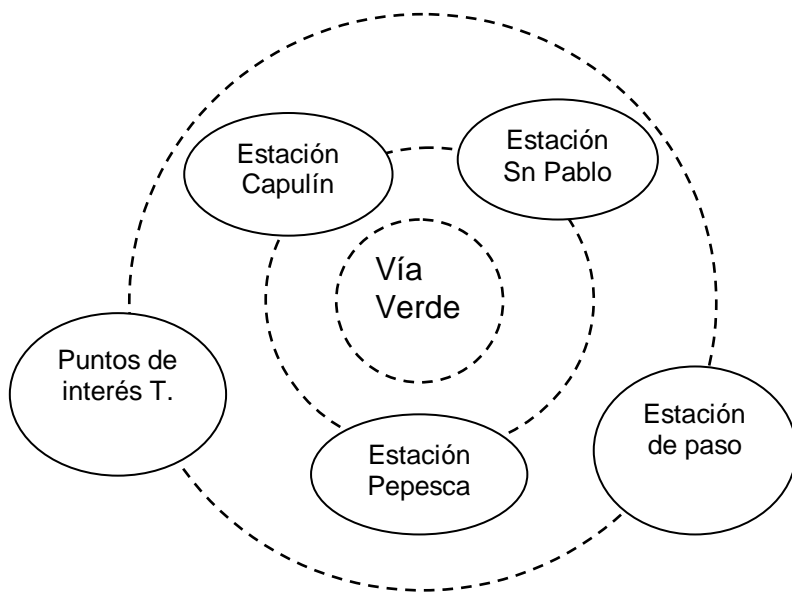 Estación
Capulín
Estación
Sn Pablo
Vía
Verde
Puntos de
interés T.
Estación
de paso
Estación
Pepesca